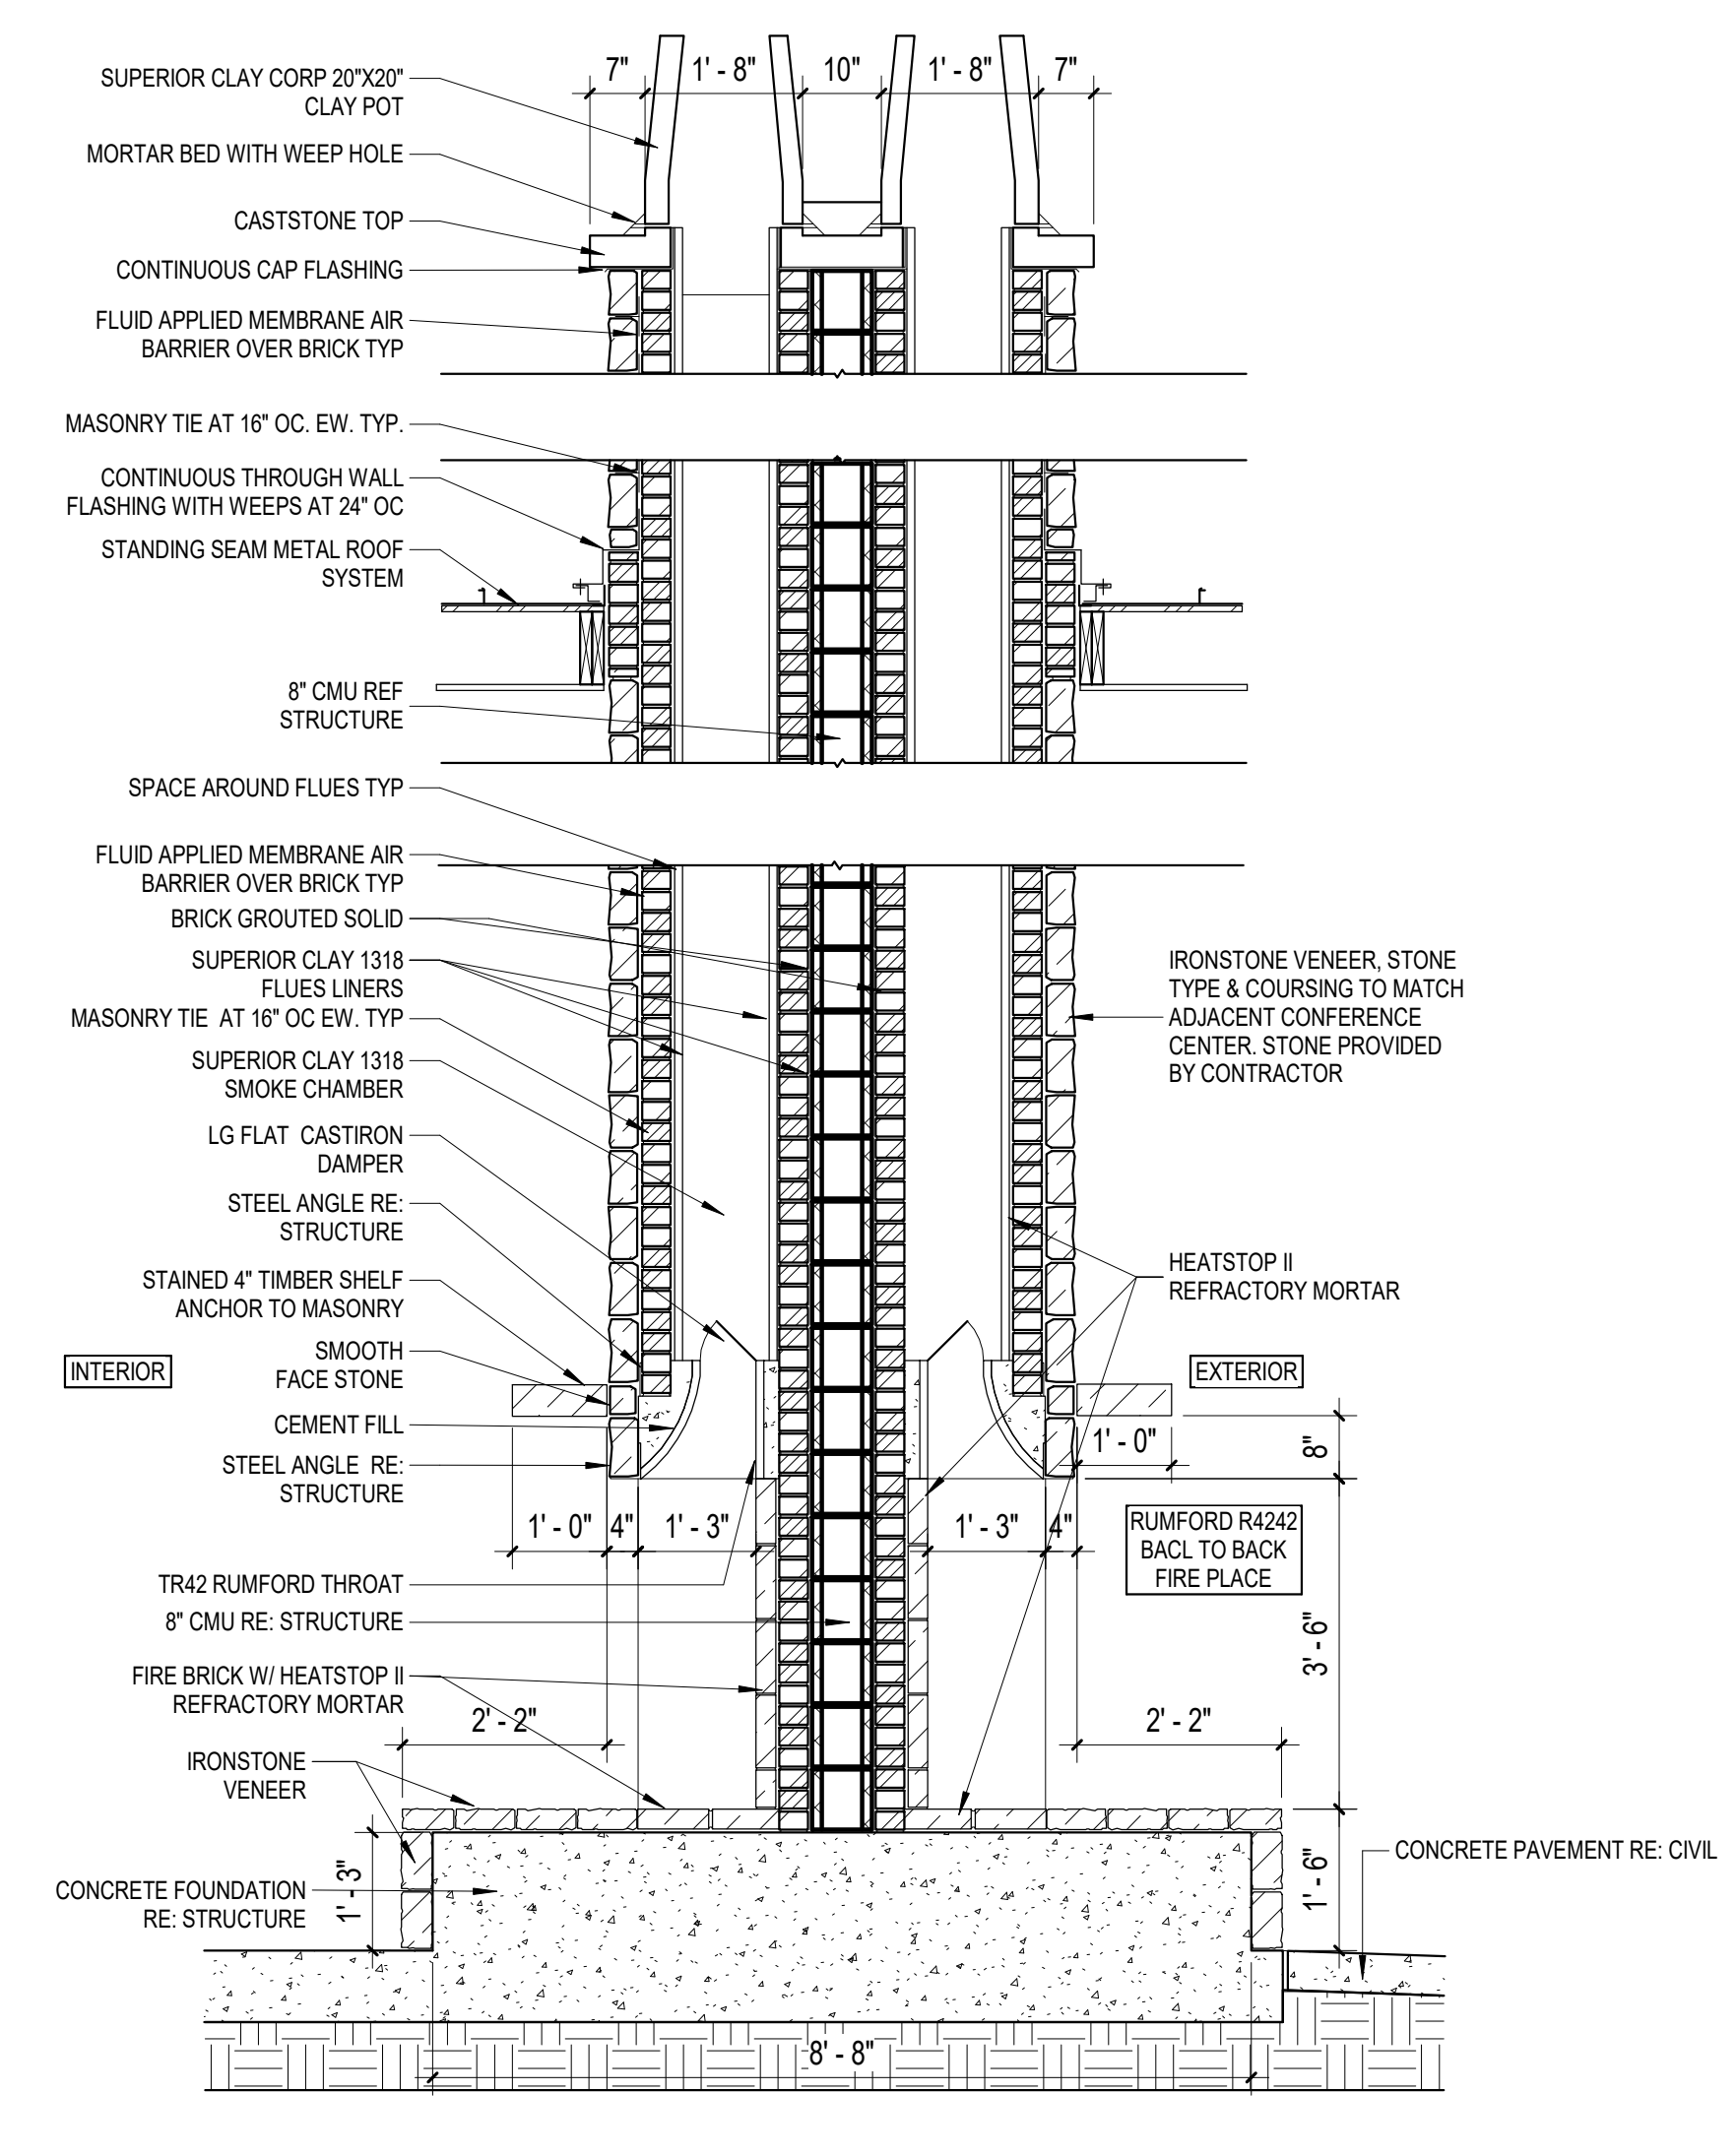 7"
1' - 8"
10"
1' - 8"
7"
SUPERIOR CLAY CORP 20"X20"
CLAY POT
MORTAR BED WITH WEEP HOLE
CASTSTONE TOP
CONTINUOUS CAP FLASHING
FLUID APPLIED MEMBRANE AIR
BARRIER OVER BRICK TYP
MASONRY TIE AT 16" OC. EW. TYP.
CONTINUOUS THROUGH WALL
FLASHING WITH WEEPS AT 24" OC
STANDING SEAM METAL ROOF
SYSTEM
8" CMU REF
STRUCTURE
SPACE AROUND FLUES TYP
FLUID APPLIED MEMBRANE AIR
BARRIER OVER BRICK TYP
BRICK GROUTED SOLID
SUPERIOR CLAY 1318
FLUES LINERS
MASONRY TIE AT 16" OC EW. TYP
SUPERIOR CLAY 1318
SMOKE CHAMBER
LG FLAT CASTIRON
DAMPER
STEEL ANGLE RE:
STRUCTURE
STAINED 4" TIMBER SHELF
ANCHOR TO MASONRY
INTERIOR
SMOOTH
FACE STONE
CEMENT FILL
STEEL ANGLE RE:
STRUCTURE
IRONSTONE VENEER, STONE
TYPE & COURSING TO MATCH
ADJACENT CONFERENCE
CENTER. STONE PROVIDED
BY CONTRACTOR
HEATSTOP II
REFRACTORY MORTAR
EXTERIOR
1' - 0"
8"
1' - 0"
4"
1' - 3"
1' - 3"
4"
RUMFORD R4242
BACL TO BACK
FIRE PLACE
TR42 RUMFORD THROAT
8" CMU RE: STRUCTURE
3' - 6"
FIRE BRICK W/ HEATSTOP II
REFRACTORY MORTAR
2' - 2"
2' - 2"
IRONSTONE
VENEER
1' - 3"
CONCRETE FOUNDATION
RE: STRUCTURE
1' - 6"
CONCRETE PAVEMENT RE: CIVIL
8' - 8"